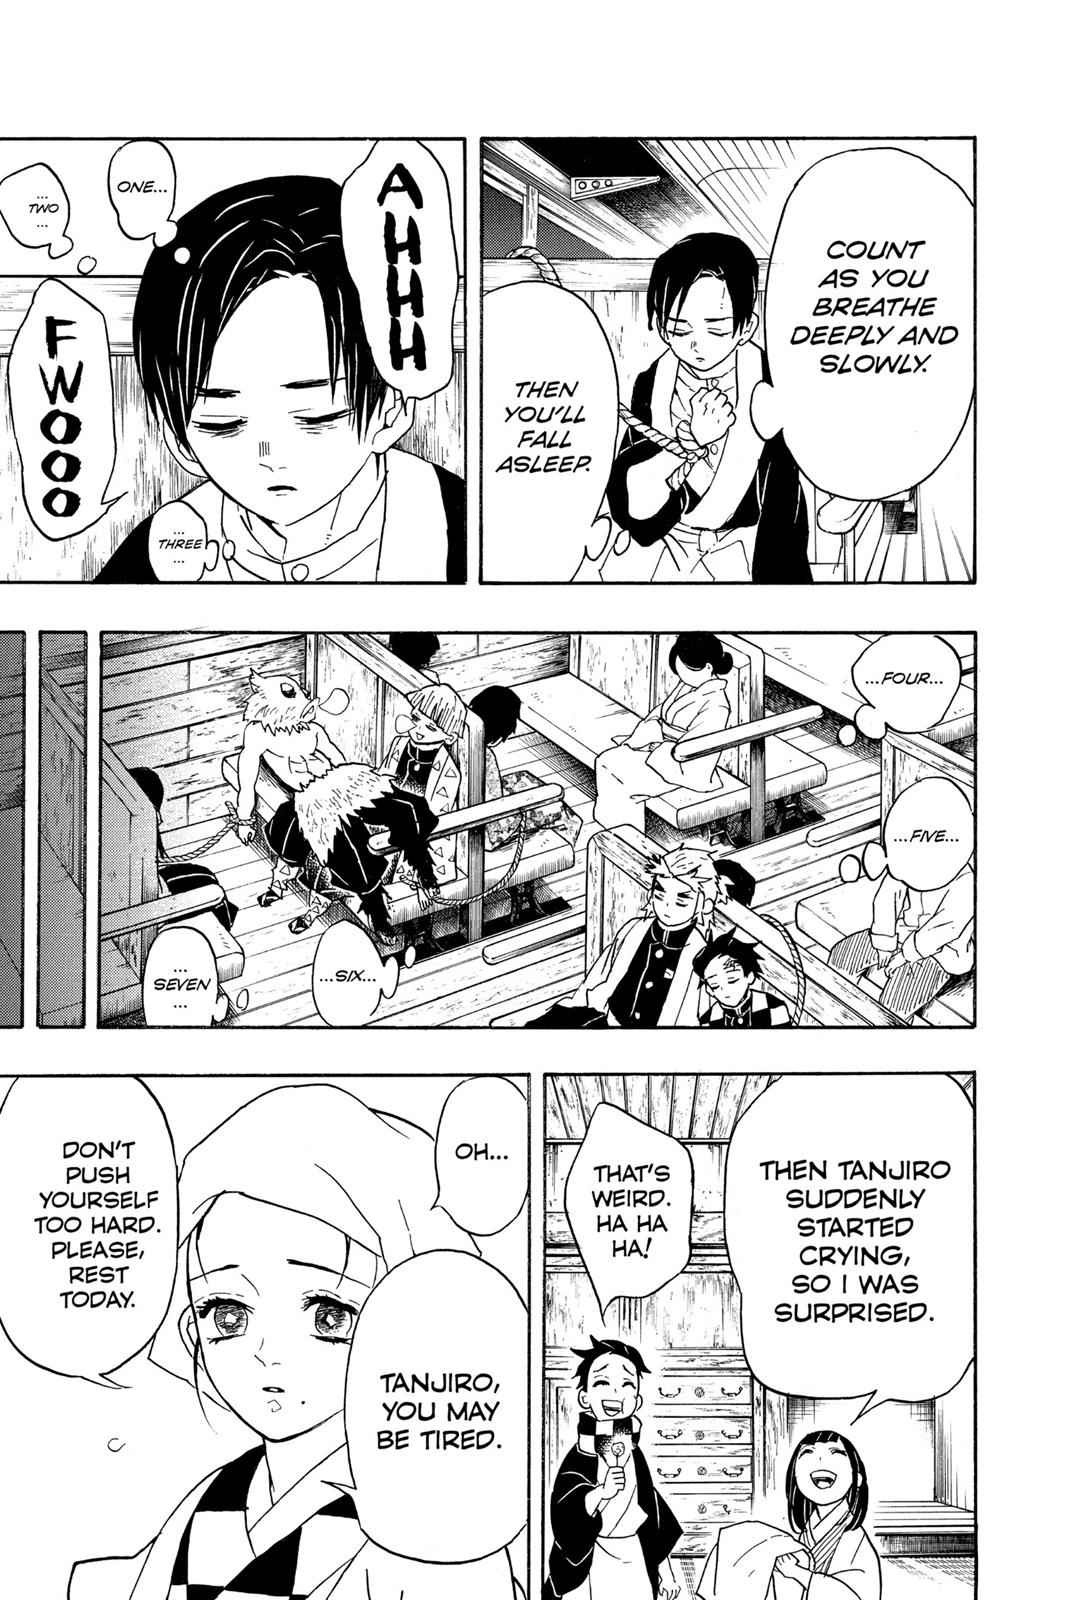 COUNT
AS YOU
BREATHE
DEEPLY AND
SLOWLY.
THEN
YOU'LL
FALL
ASLEEP.
AHHH
ONE...
...
TWO
...
FWOOO
...
THREE
...
...FOUR...
...FIVE...
...SIX...
...
SEVEN
...
THEN TANJIRO
SUDDENLY
STARTED
CRYING,
SO I WAS
SURPRISED.
THAT'S
WEIRD.
HA HA
HA!
OH...
TANJIRO,
YOU MAY
BE TIRED.
DON'T
PUSH
YOURSELF
TOO HARD.
PLEASE,
REST
TODAY.